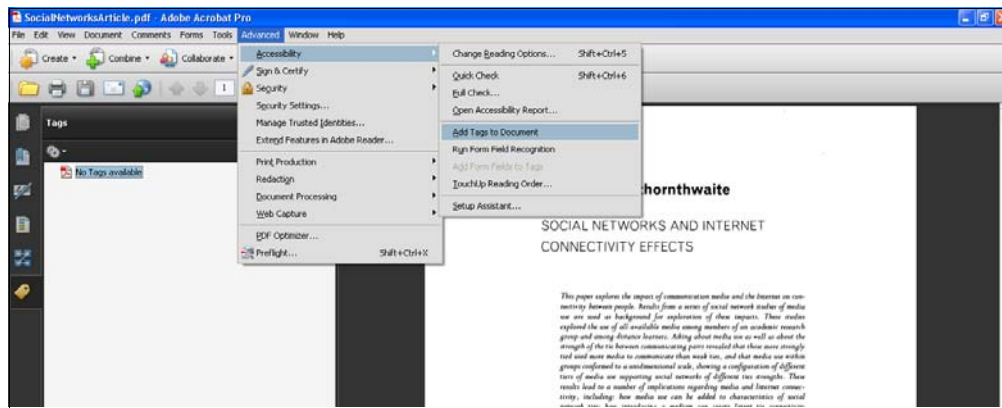 SocialNetworksArticle.pdf - Adobe Acrobat Pro
File Edit View Document Comments Forms Tools Advanced Window Help
Create Combine Collaborate
1
Tags
No Tags available
Accessibility
Sign & Certify
Security
Security Settings...
Manage Trusted Identities...
Extend Features in Adobe Reader...
Print Production
Redaction
Document Processing
Web Capture
PDF Optimizer...
Preflight... Shift+Ctrl+X
Change Reading Options... Shift+Ctrl+5
Quick Check Shift+Ctrl+6
Full Check...
Open Accessibility Report...
Add Tags to Document
Run Form Field Recognition
Add Form Fields to Tags
TouchUp Reading Order...
Setup Assistant...
hornthwaite
SOCIAL NETWORKS AND INTERNET
CONNECTIVITY EFFECTS
This paper explores the impact of communication media and the Internet on con-
nectivity between people. Results from a series of social network studies of media
use are used as background for exploration of these impacts. These studies
explored the use of all available media among members of an academic research
group and among distance learners. Asking about media use as well as about the
strength of the tie between communicating pairs revealed that those more strongly
tied used more media to communicate than weak ties, and that media use within
groups conformed to a unidimensional scale, showing a configuration of different
tiers of media use supporting social networks of different ties strengths. These
results lead to a number of implications regarding media and Internet connec-
tivity, including: how media use can be added to characteristics of social
network ties; how introducing a medium can create latent tie connectivity